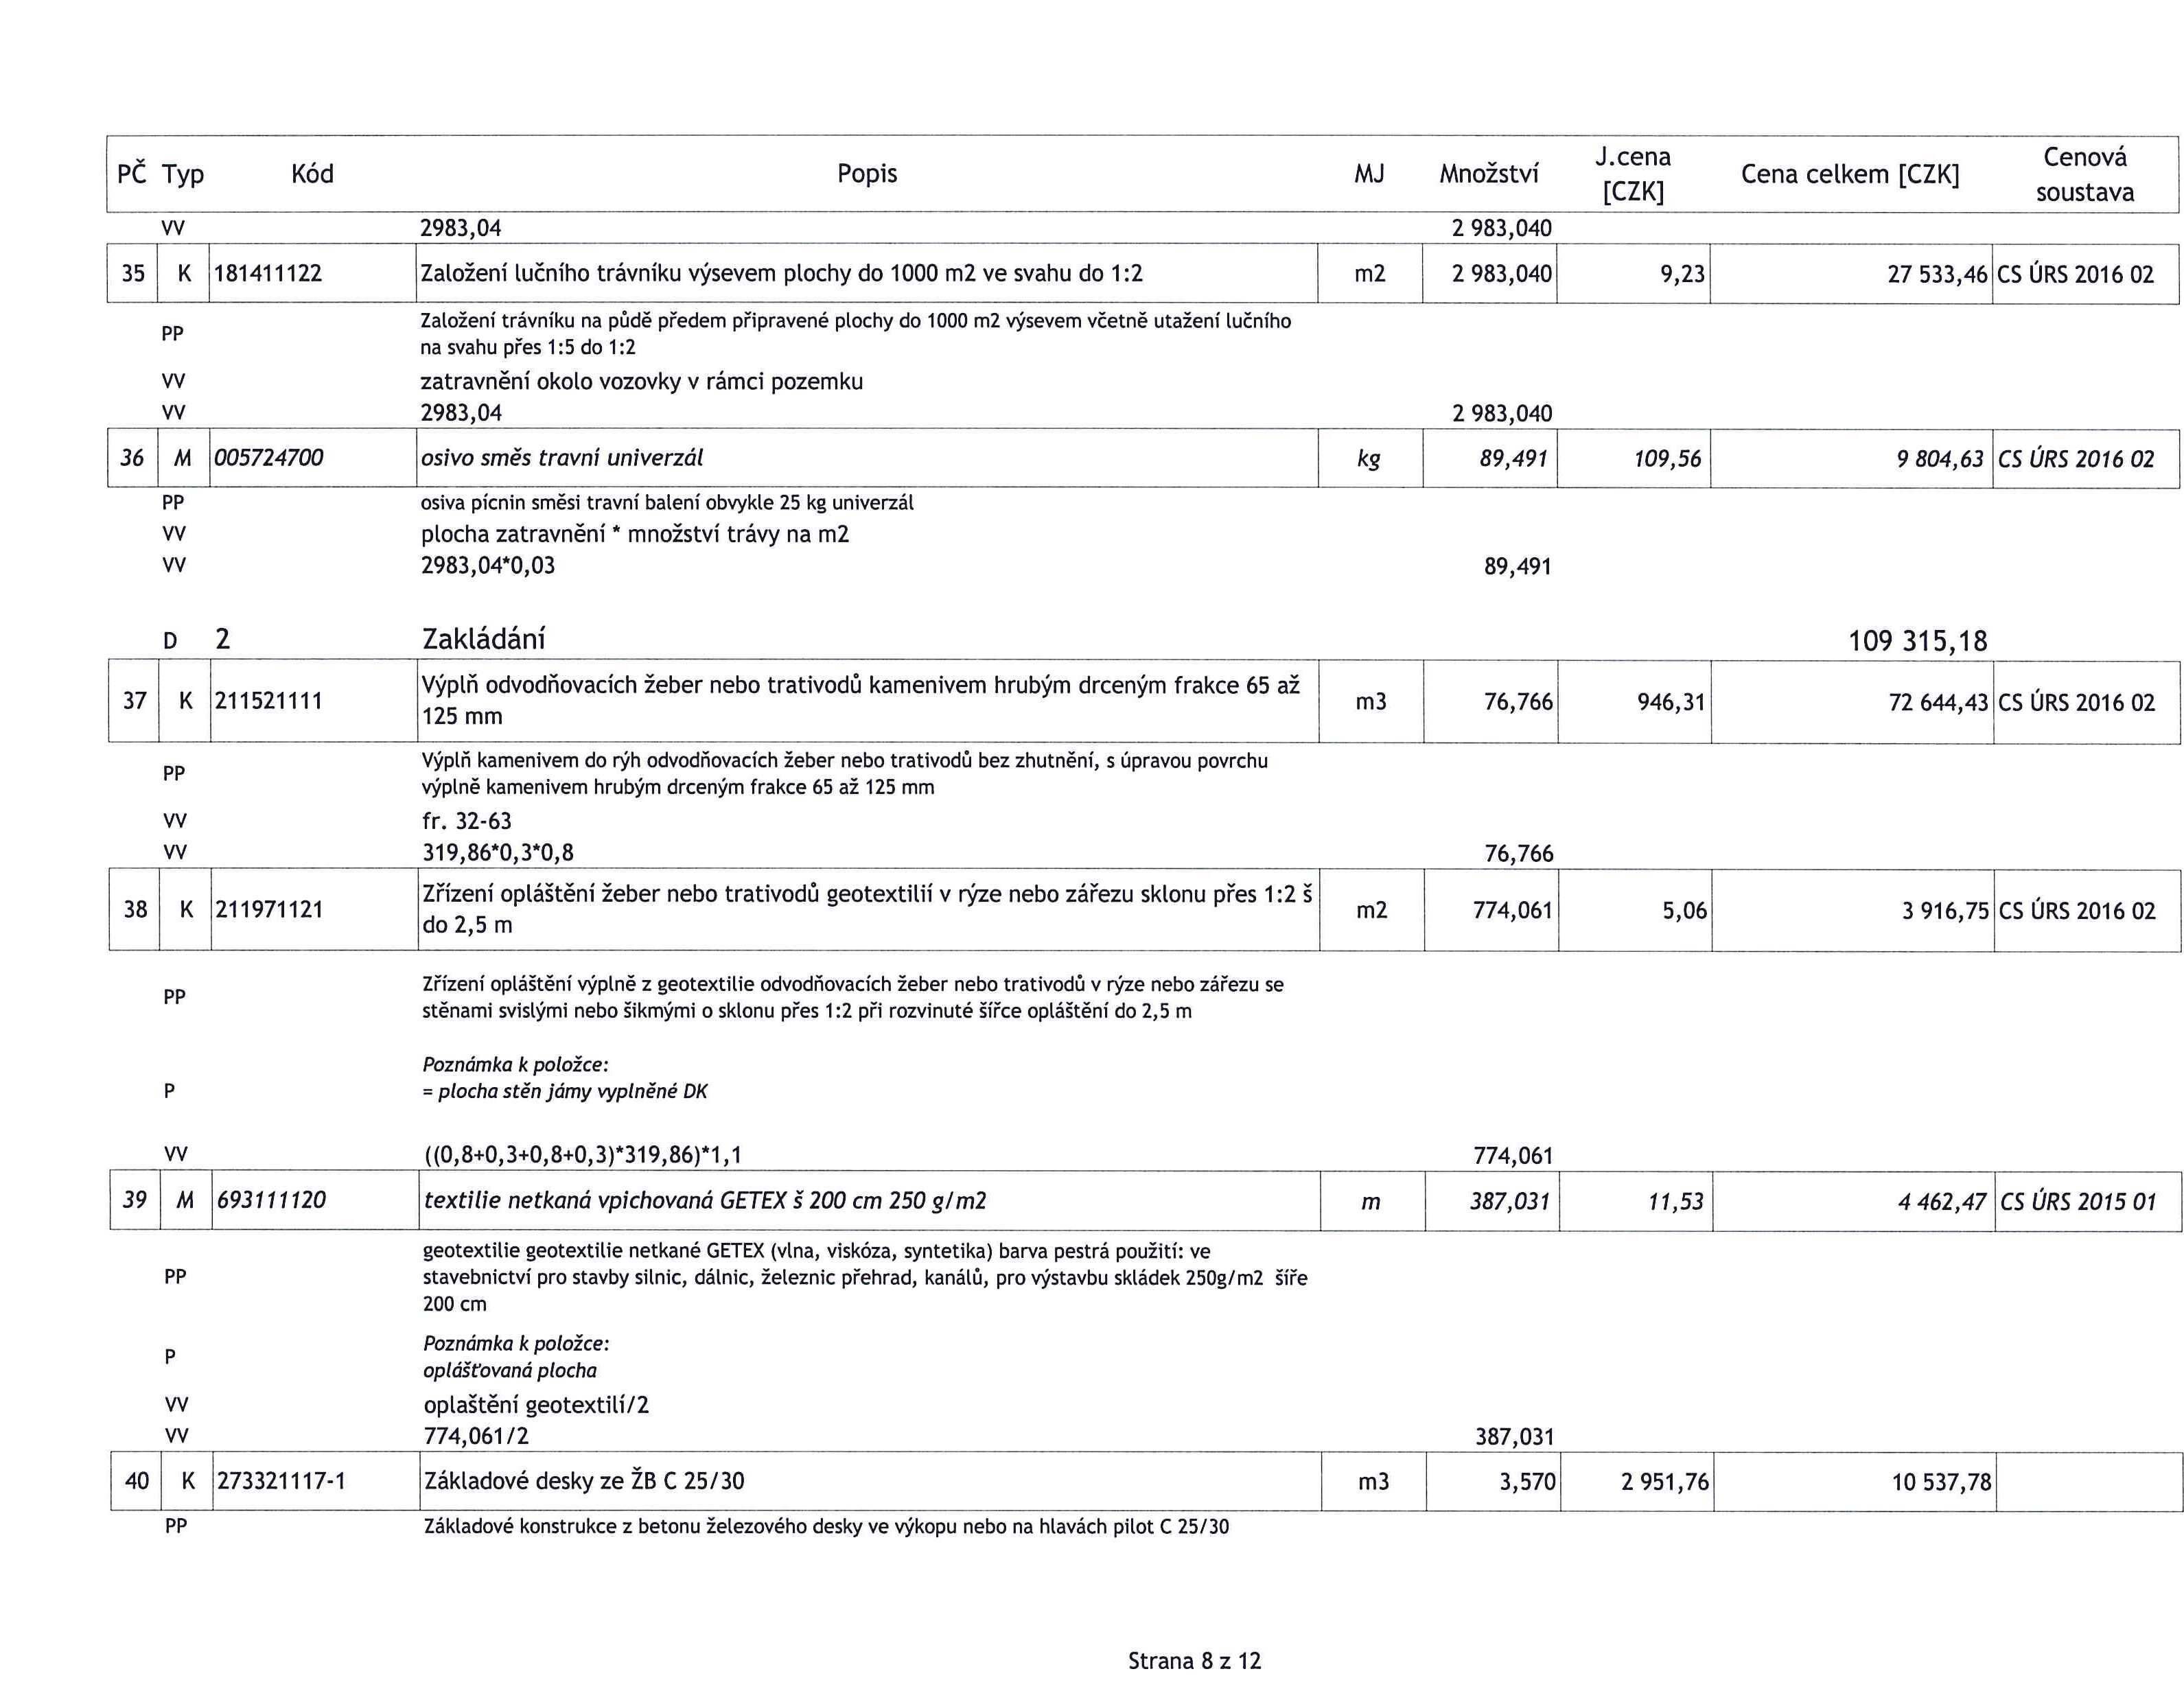 PČ Typ Kód Popis MJ Množství J.cena [CZK] Cena celkem [CZK] Cenová soustava
VV 2983,04 2 983,040
35 K 181411122 Založení lučního trávníku výsevem plochy do 1000 m2 ve svahu do 1:2 m2 2 983,040 9,23 27 533,46 CS ÚRS 2016 02
PP Založení trávníku na půdě předem připravené plochy do 1000 m2 výsevem včetně utažení lučního
na svahu přes 1:5 do 1:2
VV zatravnění okolo vozovky v rámci pozemku
VV 2983,04 2 983,040
36 M 005724700 osivo směs travní univerzál kg 89,491 109,56 9 804,63 CS ÚRS 2016 02
PP osiva pícnin směsi travní balení obvykle 25 kg univerzál
VV plocha zatravnění * množství trávy na m2
VV 2983,04*0,03 89,491
D 2 Zakládání 109 315,18
37 K 211521111 Výplň odvodňovacích žeber nebo trativodů kamenivem hrubým drceným frakce 65 až
125 mm m3 76,766 946,31 72 644,43 CS ÚRS 2016 02
PP Výplň kamenivem do rýh odvodňovacích žeber nebo trativodů bez zhutnění, s úpravou povrchu
výplně kamenivem hrubým drceným frakce 65 až 125 mm
VV fr. 32-63
VV 319,86*0,3*0,8 76,766
38 K 211971121 Zřízení opláštění žeber nebo trativodů geotextilií v rýze nebo zářezu sklonu přes 1:2 š
do 2,5 m m2 774,061 5,06 3 916,75 CS ÚRS 2016 02
PP Zřízení opláštění výplně z geotextilie odvodňovacích žeber nebo trativodů v rýze nebo zářezu se
stěnami svislými nebo šikmými o sklonu přes 1:2 při rozvinuté šířce opláštění do 2,5 m
Poznámka k položce:
P = plocha stěn jámy vyplněné DK
VV ((0,8+0,3+0,8+0,3)*319,86)*1,1 774,061
39 M 693111120 textilie netkaná vpichovaná GETEX š 200 cm 250 g/m2 m 387,031 11,53 4 462,47 CS ÚRS 2015 01
geotextilie geotextilie netkané GETEX (vlna, viskóza, syntetika) barva pestrá použití: ve
PP stavebnictví pro stavby silnic, dálnic, železnic přehrad, kanálů, pro výstavbu skládek 250g/m2 šíře
200 cm
Poznámka k položce:
P oplášťovaná plocha
VV oplaštění geotextilí/2
VV 774,061/2 387,031
40 K 273321117-1 Základové desky ze ŽB C 25/30 m3 3,570 2 951,76 10 537,78
PP Základové konstrukce z betonu železového desky ve výkopu nebo na hlavách pilot C 25/30
Strana 8 z 12